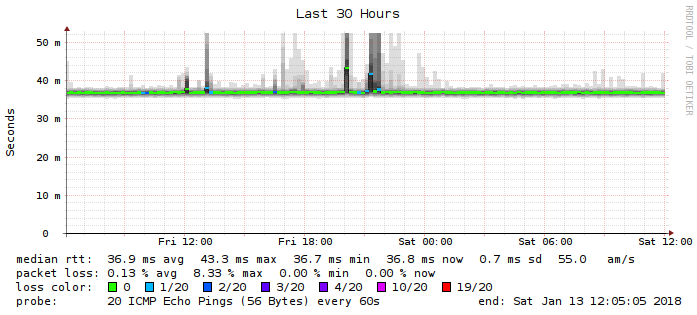 Last 30 Hours
RRDTOOL / TOBI OETIKER
Seconds
50 m
40 m
30 m
20 m
10 m
0
Fri 12:00 Fri 18:00 Sat 00:00 Sat 06:00 Sat 12:00
median rtt: 36.9 ms avg 43.3 ms max 36.7 ms min 36.8 ms now 0.7 ms sd 55.0 am/s
packet loss: 0.13 % avg 8.33 % max 0.00 % min 0.00 % now
loss color: 0 1/20 2/20 3/20 4/20 10/20 19/20
probe: 20 ICMP Echo Pings (56 Bytes) every 60s end: Sat Jan 13 12:05:05 2018